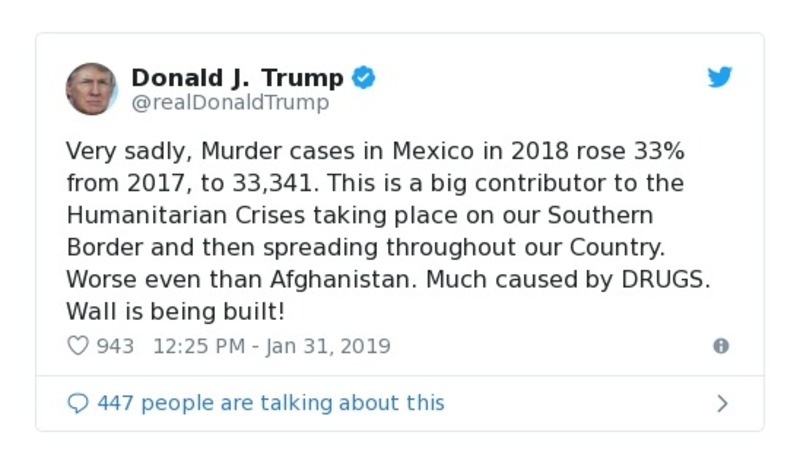 Donald J. Trump
@realDonaldTrump
Very sadly, Murder cases in Mexico in 2018 rose 33%
from 2017, to 33,341. This is a big contributor to the
Humanitarian Crises taking place on our Southern
Border and then spreading throughout our Country.
Worse even than Afghanistan. Much caused by DRUGS.
Wall is being built!
943 12:25 PM - Jan 31, 2019
447 people are talking about this